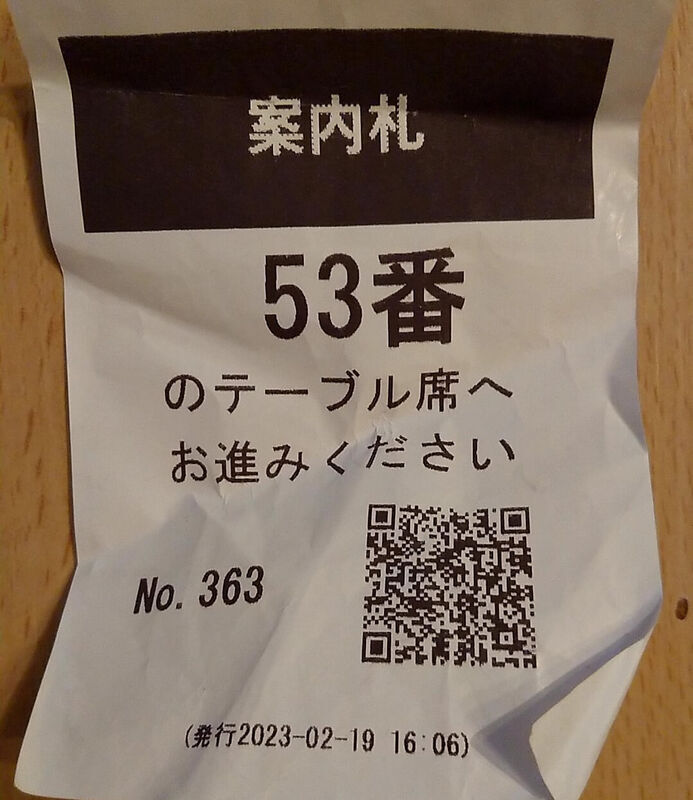 案内札
53番
のテーブル席へ
お進みください
No. 363
(発行2023-02-19 16:06)